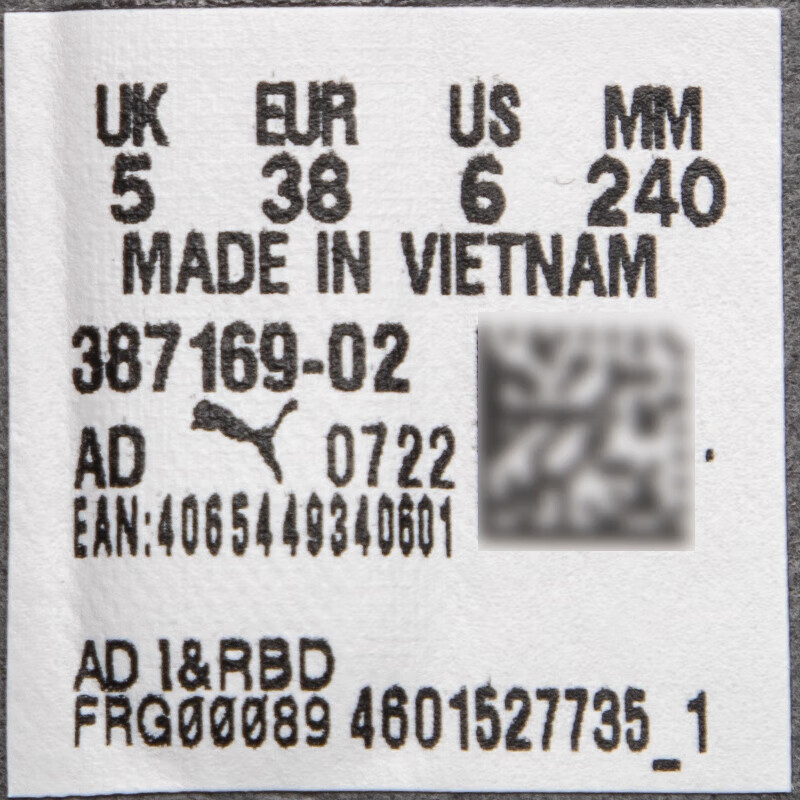 UK EUR US MM
5 38 6 240
MADE IN VIETNAM
387169-02
AD 0722
EAN:4065449340601
AD I&RBD
FRG00089 4601527735_1